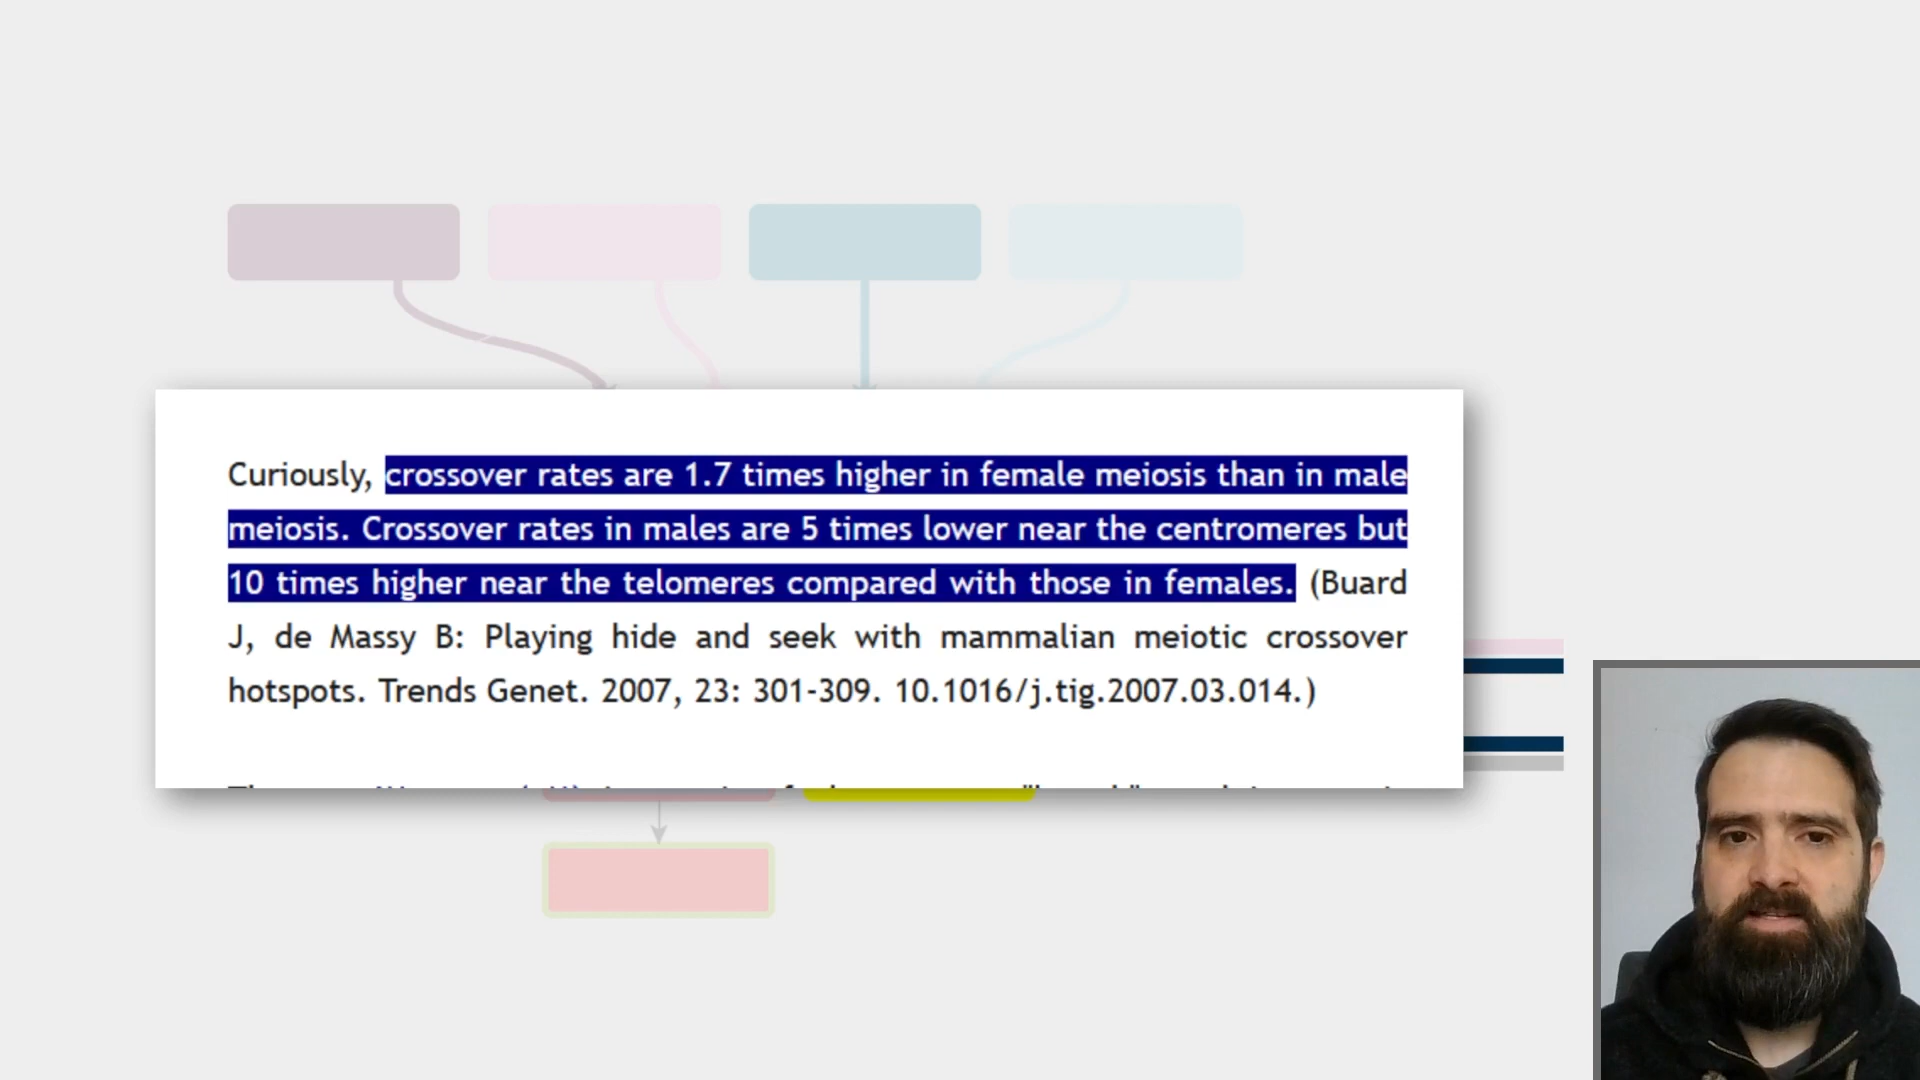 Curiously, crossover rates are 1.7 times higher in female meiosis than in male
meiosis. Crossover rates in males are 5 times lower near the centromeres but
10 times higher near the telomeres compared with those in females. (Buard
J, de Massy B: Playing hide and seek with mammalian meiotic crossover
hotspots. Trends Genet. 2007, 23: 301-309. 10.1016/j.tig.2007.03.014.)